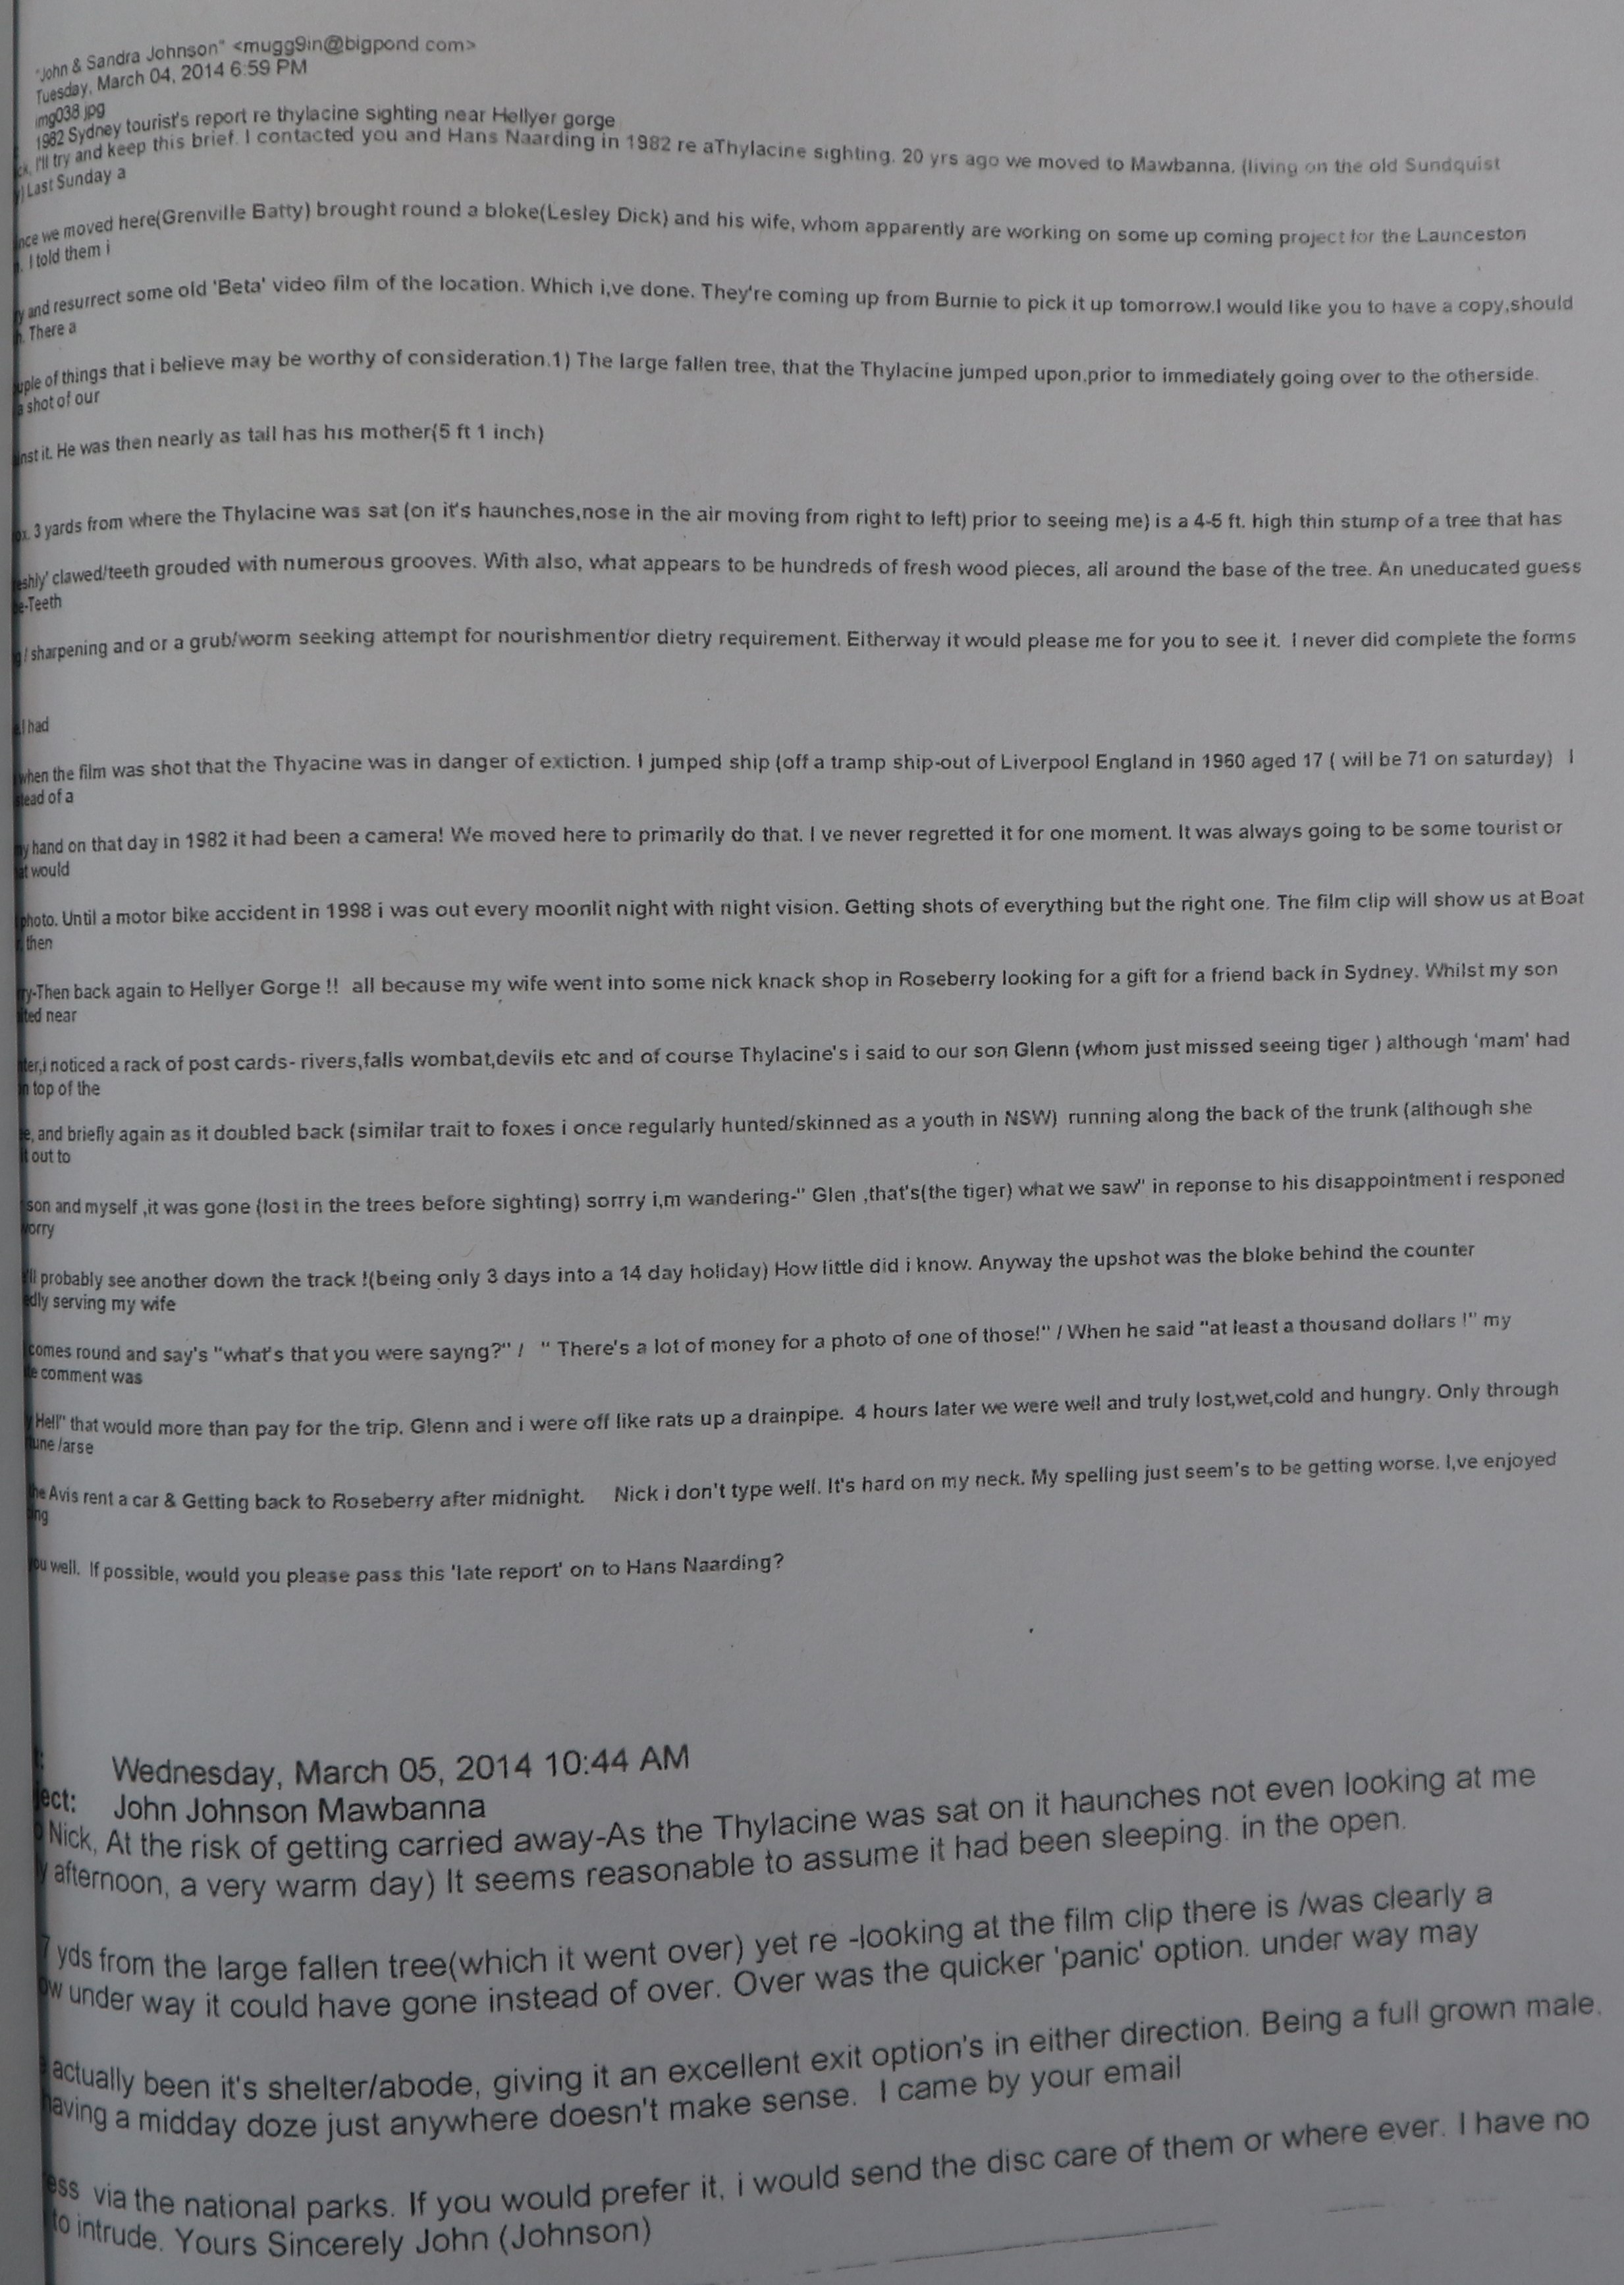 "John & Sandra Johnson" <mugg9in@bigpond com>
Tuesday, March 04, 2014 6:59 PM
img038.jpg
1982 Sydney tourist's report re thylacine sighting near Hellyer gorge
I'll try and keep this brief. I contacted you and Hans Naarding in 1982 re aThylacine sighting. 20 yrs ago we moved to Mawbanna, (living on the old Sundquist
) Last Sunday a
we moved here(Grenville Batty) brought round a bloke(Lesley Dick) and his wife, whom apparently are working on some up coming project for the Launceston
. I told them i
and resurrect some old 'Beta' video film of the location. Which i,ve done. They're coming up from Burnie to pick it up tomorrow.I would like you to have a copy,should
. There a
of things that i believe may be worthy of consideration.1) The large fallen tree, that the Thylacine jumped upon,prior to immediately going over to the otherside.
shot of our
it. He was then nearly as tall has his mother(5 ft 1 inch)
3 yards from where the Thylacine was sat (on it's haunches,nose in the air moving from right to left) prior to seeing me) is a 4-5 ft. high thin stump of a tree that has
clawed/teeth grouded with numerous grooves. With also, what appears to be hundreds of fresh wood pieces, all around the base of the tree. An uneducated guess
-Teeth
/ sharpening and or a grub/worm seeking attempt for nourishment/or dietry requirement. Eitherway it would please me for you to see it. I never did complete the forms
I had
when the film was shot that the Thyacine was in danger of extiction. I jumped ship (off a tramp ship-out of Liverpool England in 1960 aged 17 ( will be 71 on saturday) I
of a
hand on that day in 1982 it had been a camera! We moved here to primarily do that. I ve never regretted it for one moment. It was always going to be some tourist or
would
photo. Until a motor bike accident in 1998 i was out every moonlit night with night vision. Getting shots of everything but the right one. The film clip will show us at Boat
then
-Then back again to Hellyer Gorge !! all because my wife went into some nick knack shop in Roseberry looking for a gift for a friend back in Sydney. Whilst my son
near
i noticed a rack of post cards- rivers,falls wombat,devils etc and of course Thylacine's i said to our son Glenn (whom just missed seeing tiger ) although 'mam' had
top of the
, and briefly again as it doubled back (similar trait to foxes i once regularly hunted/skinned as a youth in NSW) running along the back of the trunk (although she
out to
son and myself ,it was gone (lost in the trees before sighting) sorrry i,m wandering-" Glen ,that's(the tiger) what we saw" in reponse to his disappointment i responed
probably see another down the track !(being only 3 days into a 14 day holiday) How little did i know. Anyway the upshot was the bloke behind the counter
serving my wife
comes round and say's "what's that you were sayng?" / " There's a lot of money for a photo of one of those!" / When he said "at least a thousand dollars !" my
comment was
Hell" that would more than pay for the trip. Glenn and i were off like rats up a drainpipe. 4 hours later we were well and truly lost,wet,cold and hungry. Only through
/arse
Avis rent a car & Getting back to Roseberry after midnight. Nick i don't type well. It's hard on my neck. My spelling just seem's to be getting worse. I,ve enjoyed
well. If possible, would you please pass this 'late report' on to Hans Naarding?
Wednesday, March 05, 2014 10:44 AM
John Johnson Mawbanna
Nick, At the risk of getting carried away-As the Thylacine was sat on it haunches not even looking at me
afternoon, a very warm day) It seems reasonable to assume it had been sleeping. in the open.
yds from the large fallen tree(which it went over) yet re -looking at the film clip there is /was clearly a
under way it could have gone instead of over. Over was the quicker 'panic' option. under way may
actually been it's shelter/abode, giving it an excellent exit option's in either direction. Being a full grown male.
having a midday doze just anywhere doesn't make sense. I came by your email
via the national parks. If you would prefer it, i would send the disc care of them or where ever. I have no
to intrude. Yours Sincerely John (Johnson)